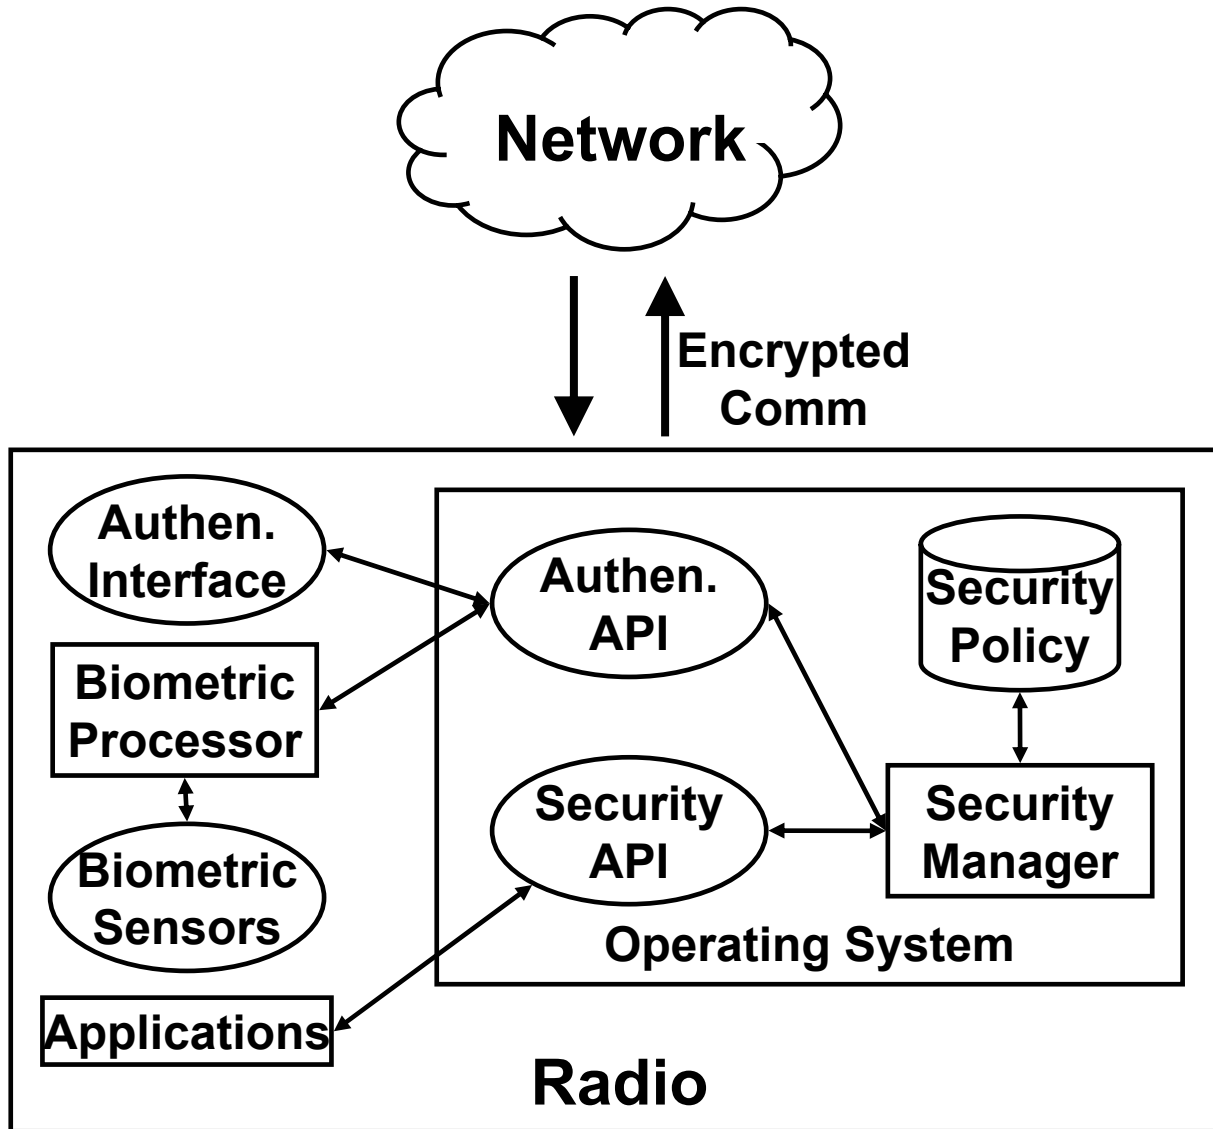 Network
Encrypted
Comm
Authen.
Interface
Biometric
Processor
Biometric
Sensors
Applications
Authen.
API
Security
API
Security
Policy
Security
Manager
Operating System
Radio